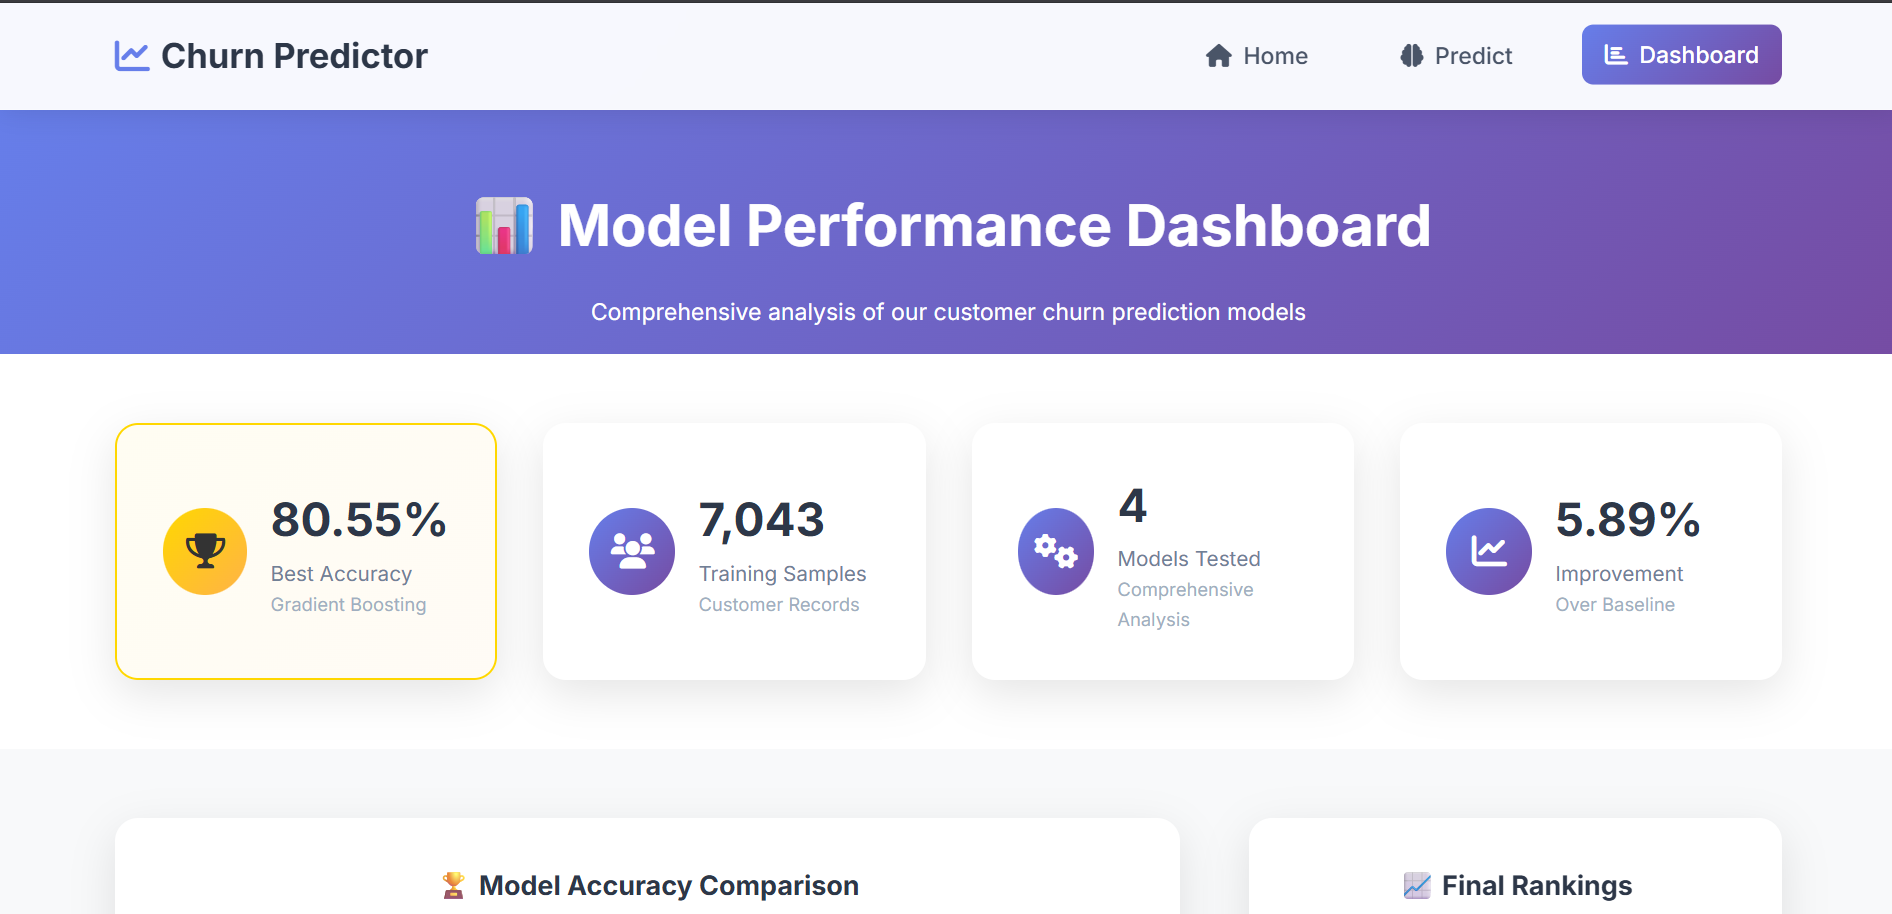 Churn Predictor
Home
Predict
Dashboard
Model Performance Dashboard
Comprehensive analysis of our customer churn prediction models
80.55%
Best Accuracy
Gradient Boosting
7,043
Training Samples
Customer Records
4
Models Tested
Comprehensive
Analysis
5.89%
Improvement
Over Baseline
Model Accuracy Comparison
Final Rankings